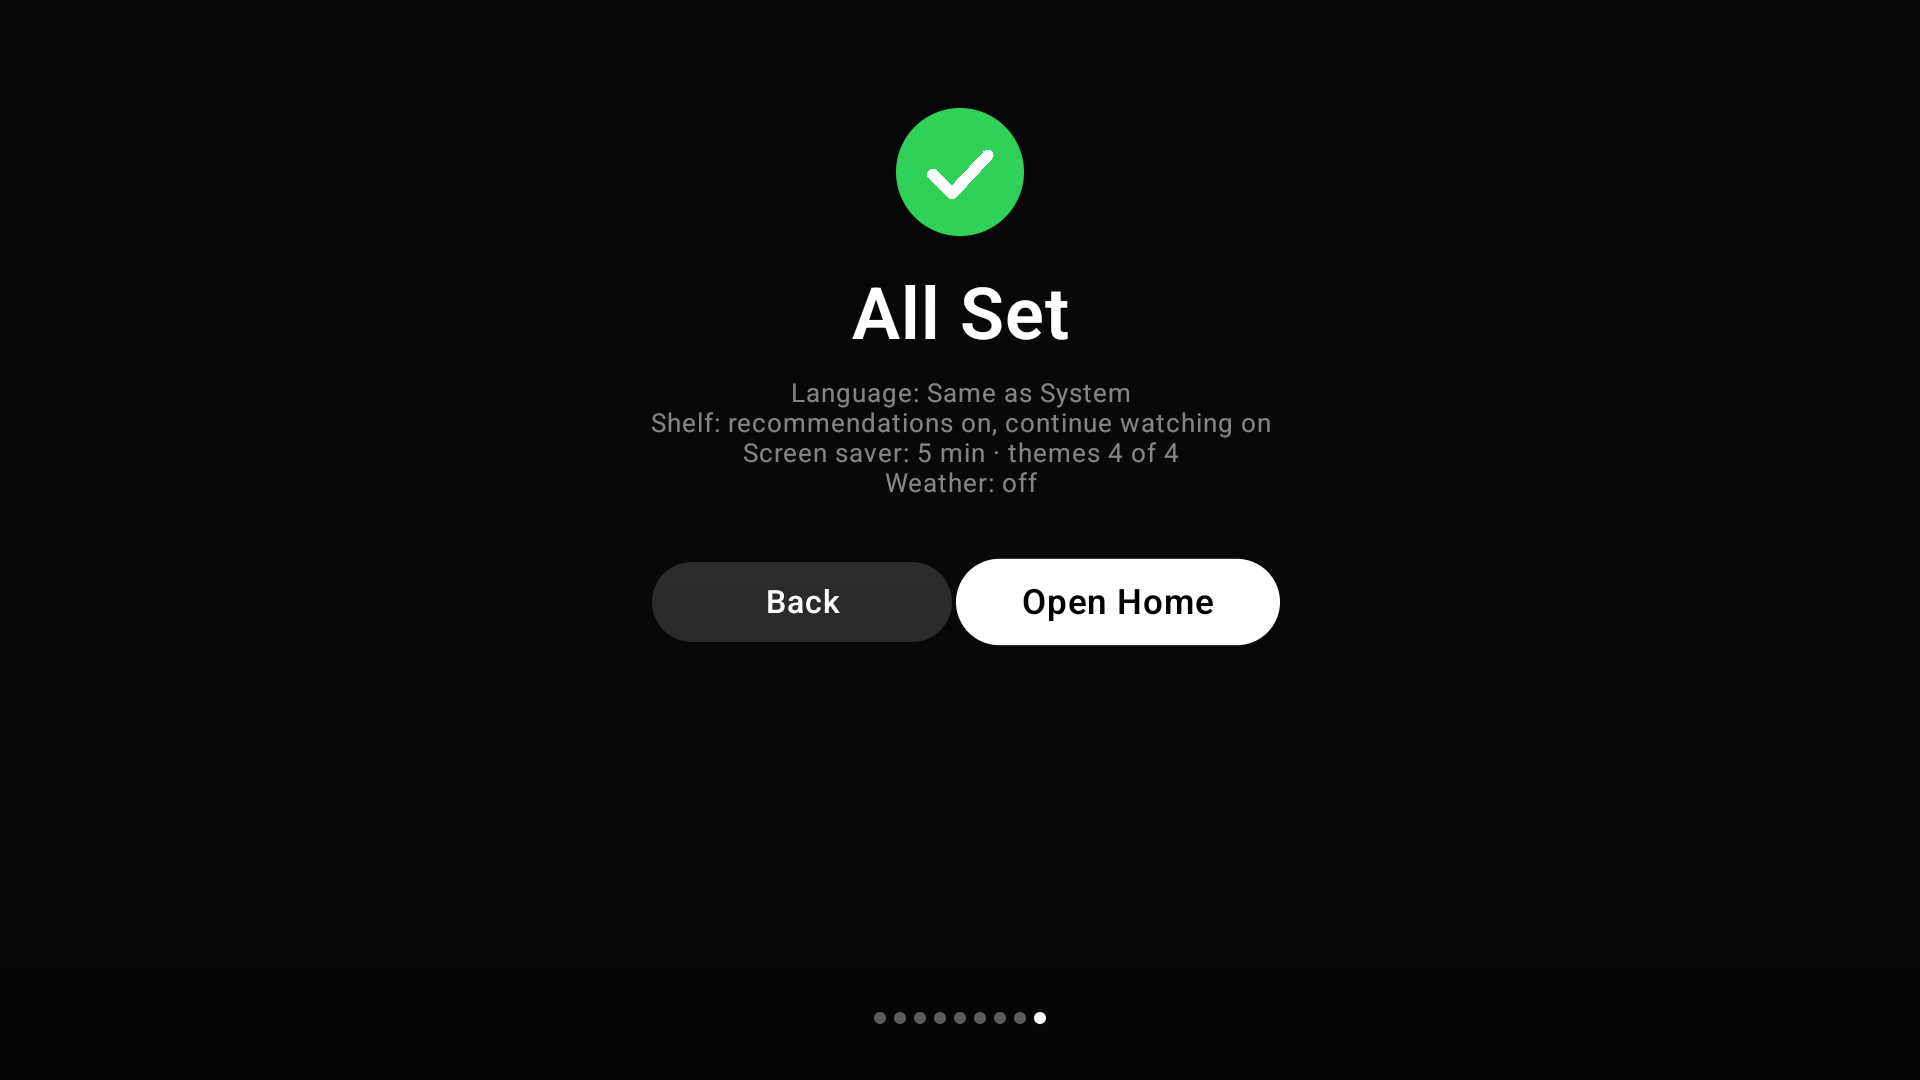 All Set
Language: Same as System
Shelf: recommendations on, continue watching on
Screen saver: 5 min · themes 4 of 4
Weather: off
Back
Open Home